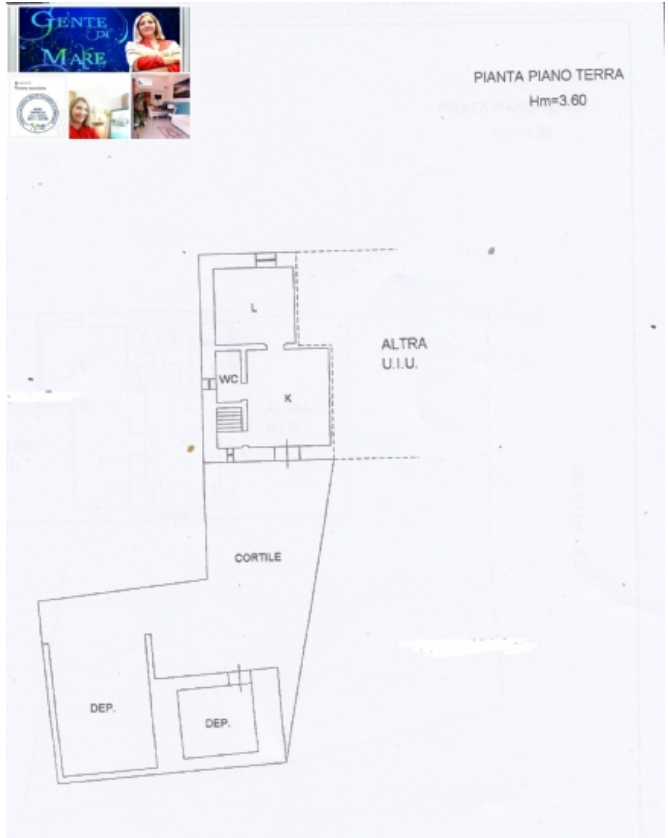 GENTE
DI
MARE
PIANTA PIANO TERRA
Hm=3.60
L
ALTRA
U.I.U.
WC
K
CORTILE
DEP.
DEP.